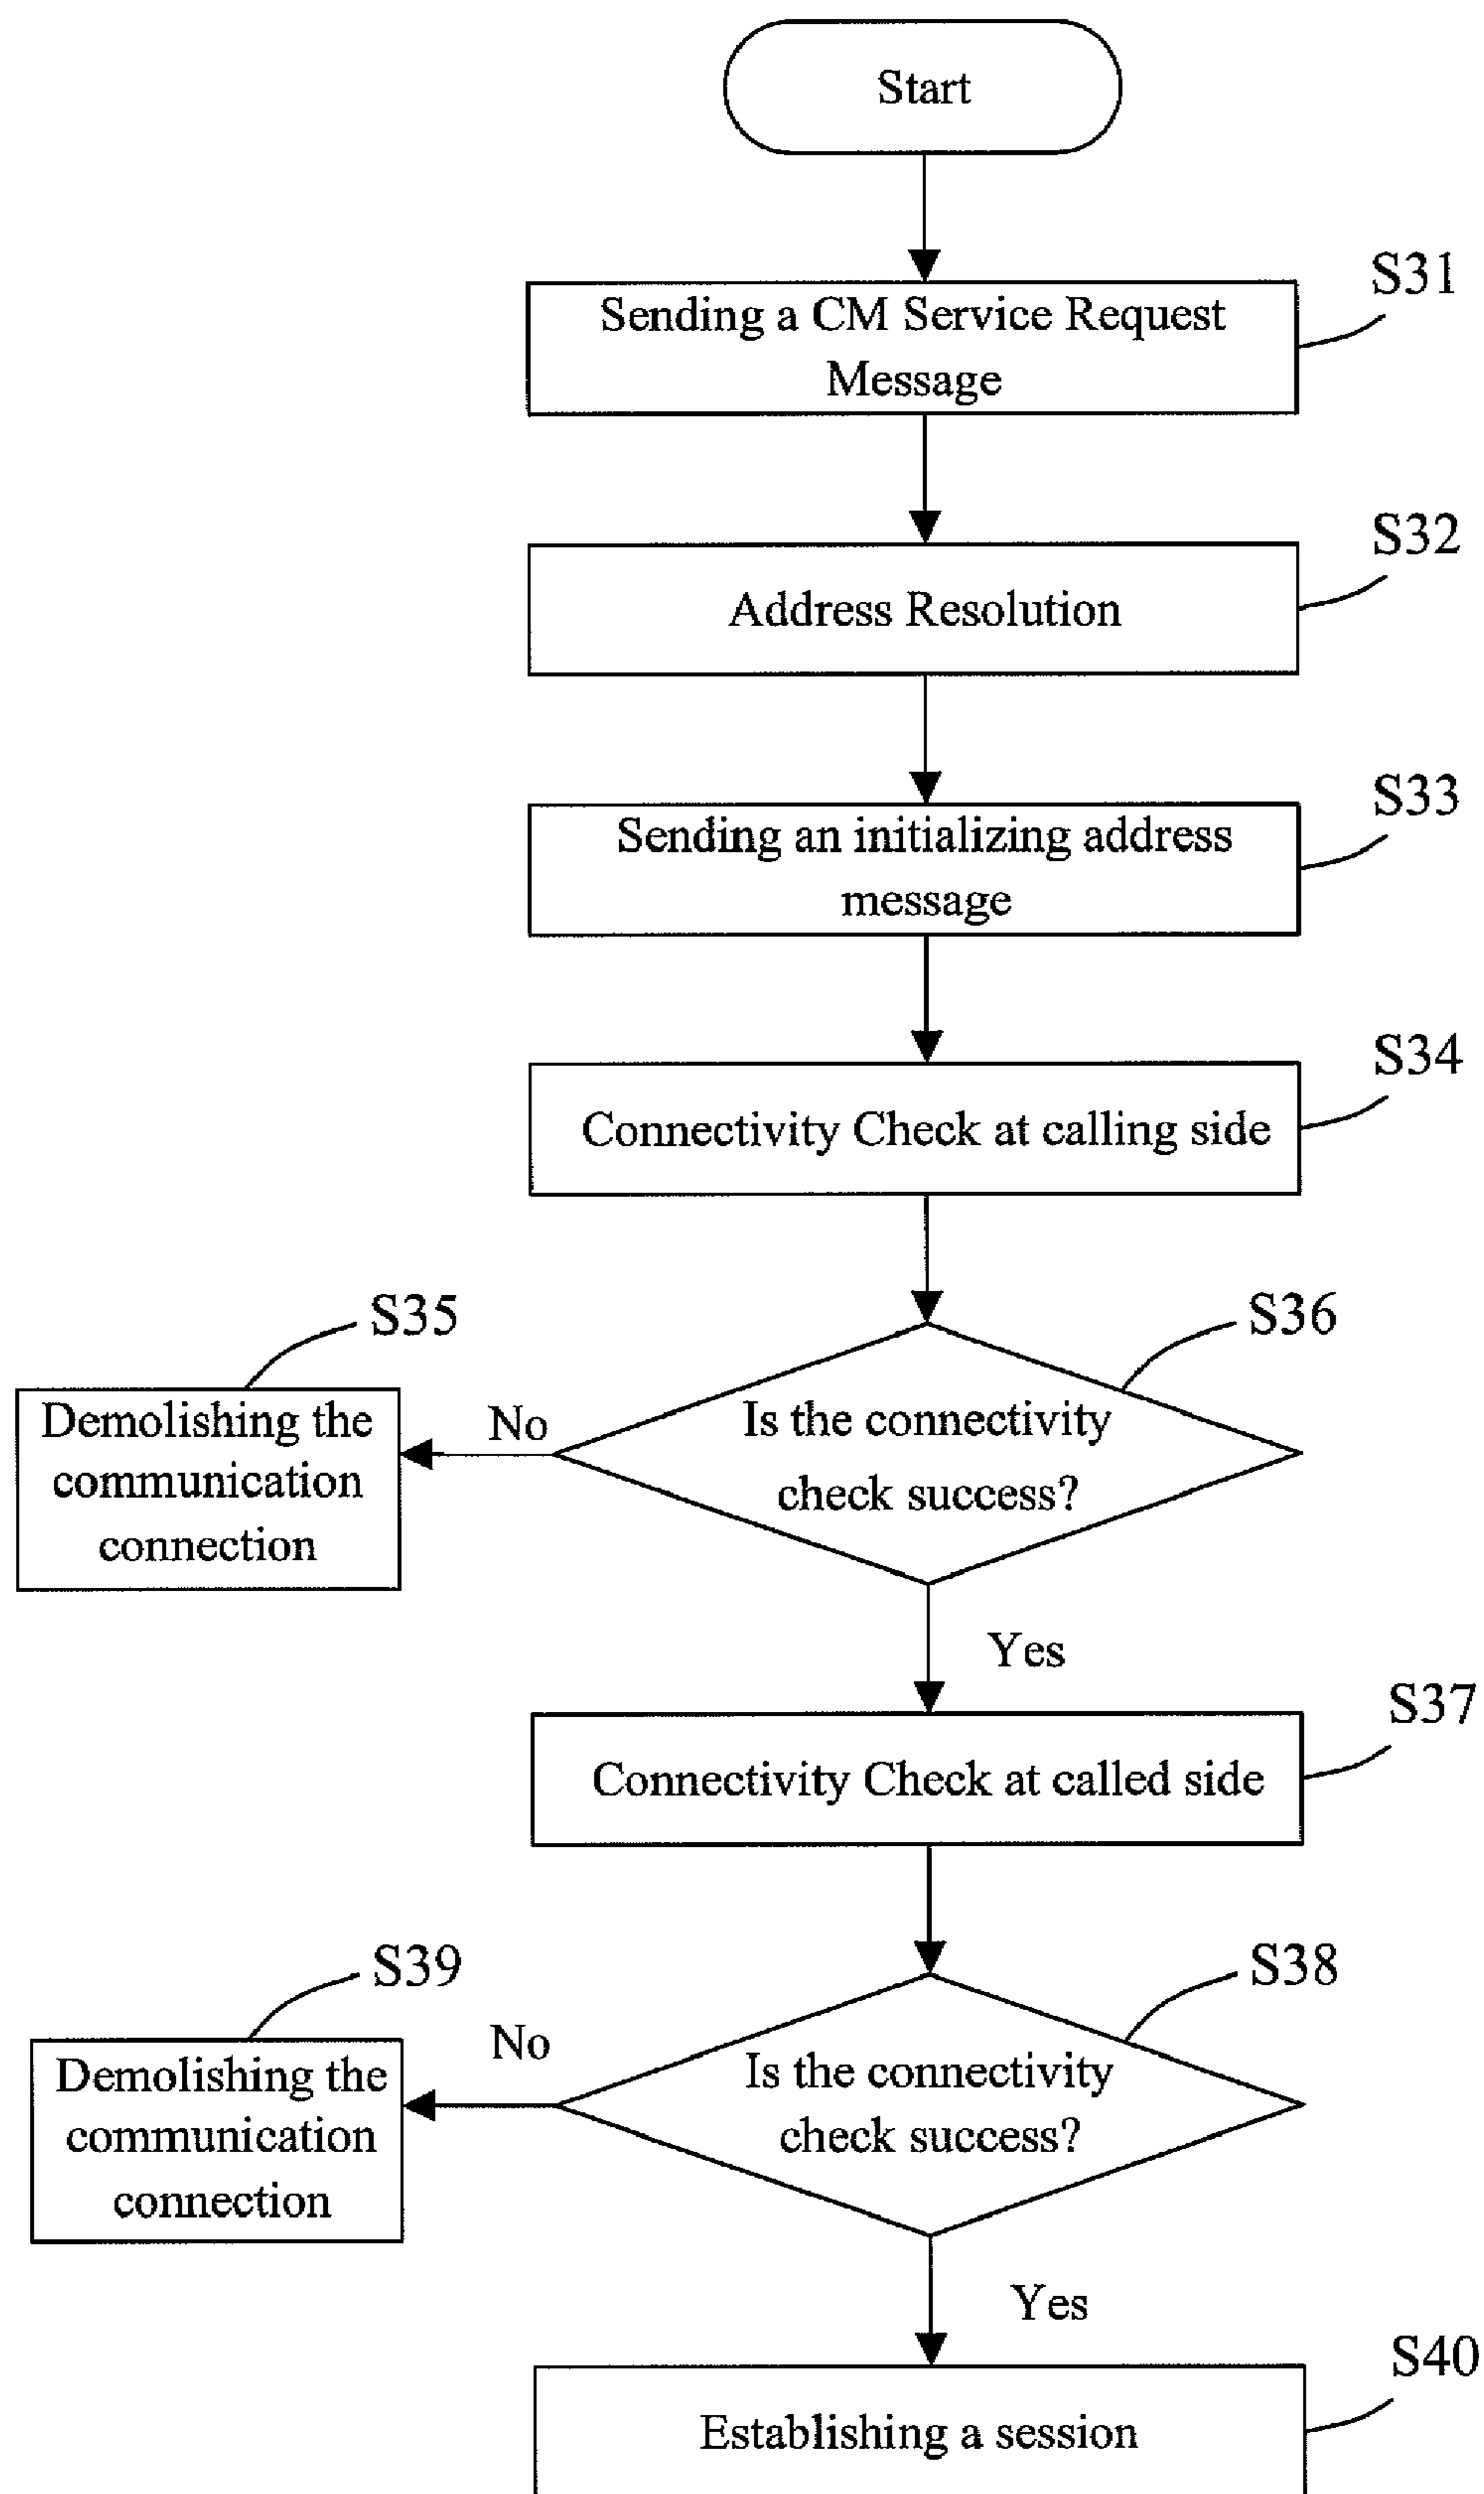 Start
S31
Sending a CM Service Request
Message
S32
Address Resolution
S33
Sending an initializing address
message
S34
Connectivity Check at calling side
S35
S36
Demolishing the
communication
connection
No
Is the connectivity
check success?
Yes
S37
Connectivity Check at called side
S39
S38
Demolishing the
communication
connection
No
Is the connectivity
check success?
Yes
S40
Establishing a session